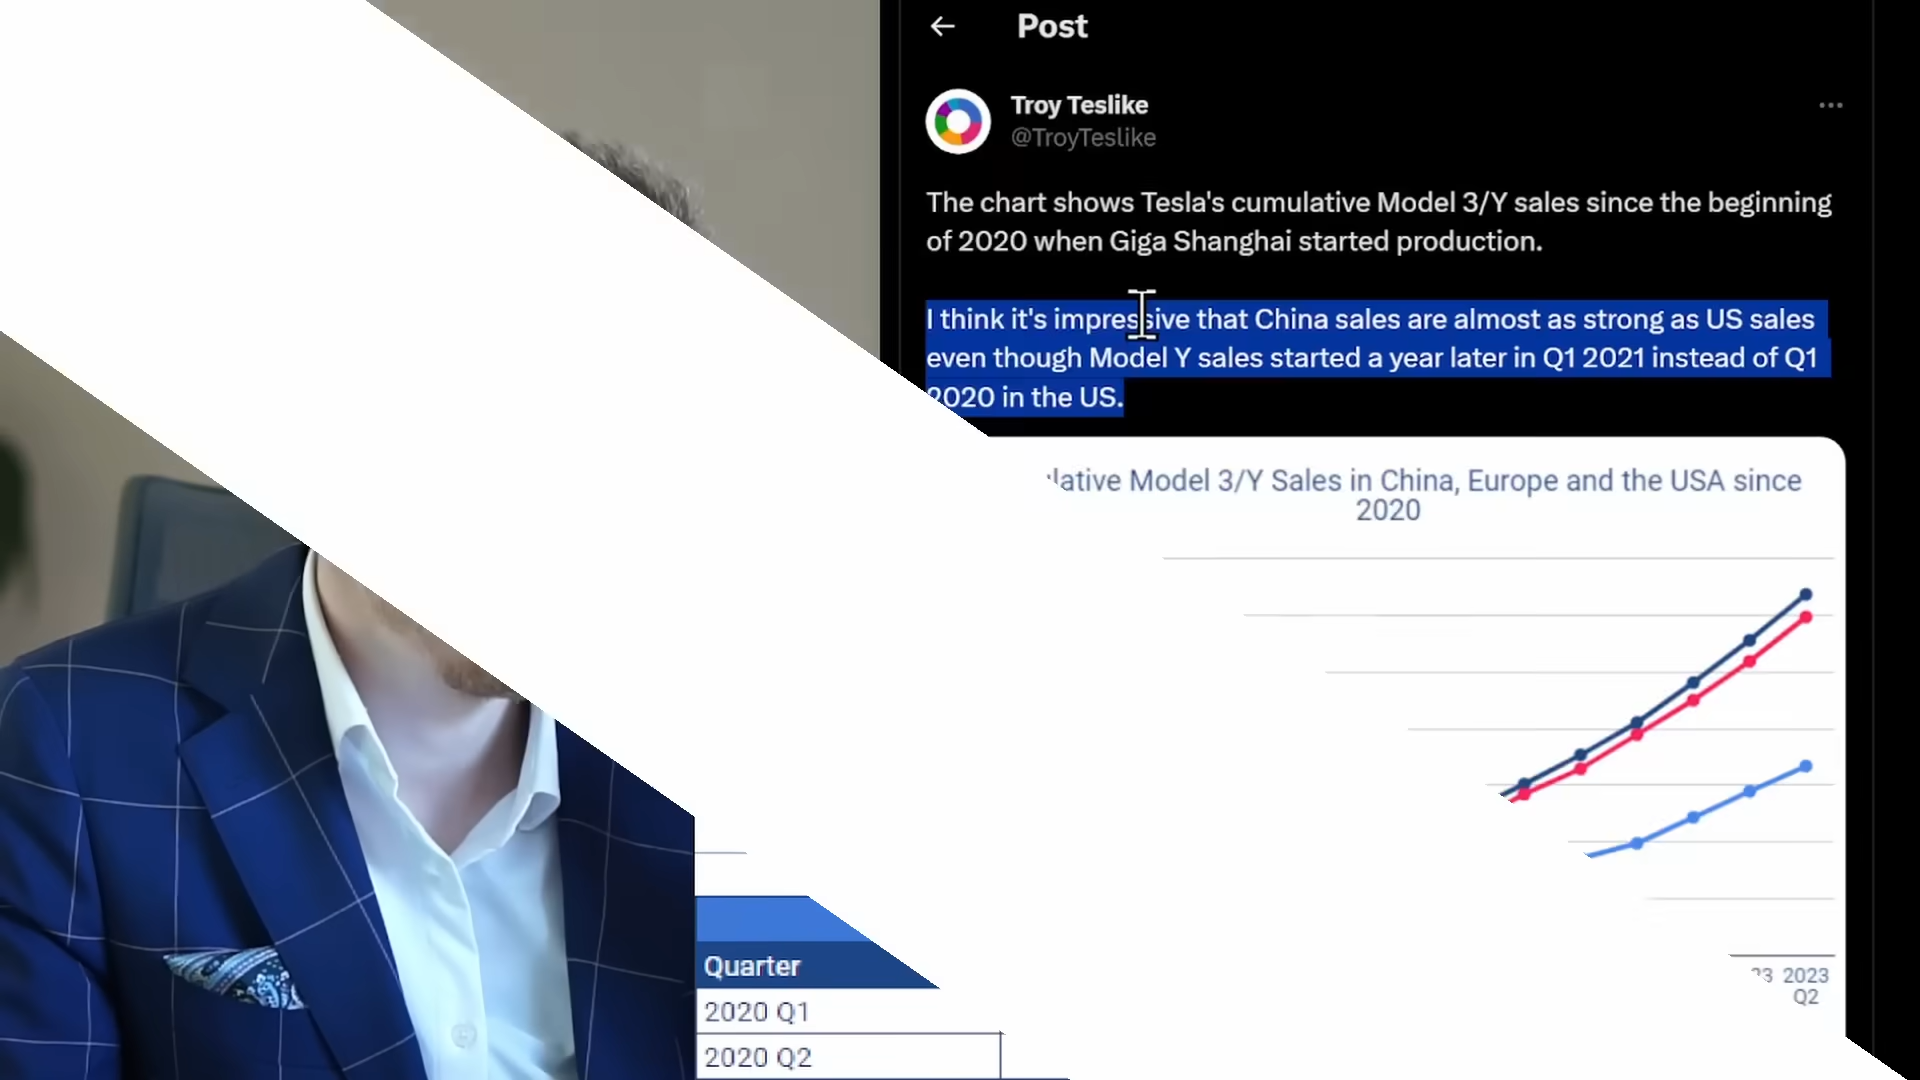 Post
Troy Teslike
@TroyTeslike
The chart shows Tesla's cumulative Model 3/Y sales since the beginning
of 2020 when Giga Shanghai started production.
I think it's impressive that China sales are almost as strong as US sales
even though Model Y sales started a year later in Q1 2021 instead of Q1
2020 in the US.
Model 3/Y Sales in China, Europe and the USA since
2020
2023
Q2
Quarter
2020 Q1
2020 Q2